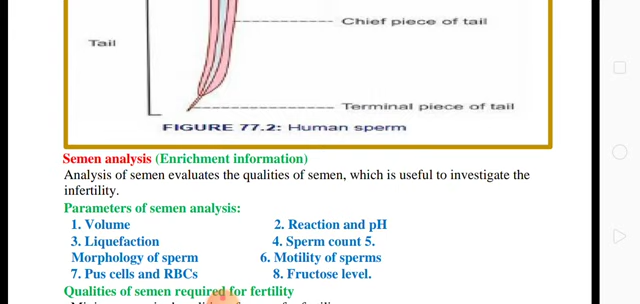 Chief piece of tail
Tail
Terminal piece of tail
FIGURE 77.2: Human sperm
Semen analysis (Enrichment information)
Analysis of semen evaluates the qualities of semen, which is useful to investigate the
infertility.
Parameters of semen analysis:
1. Volume 2. Reaction and pH
3. Liquefaction 4. Sperm count 5.
Morphology of sperm 6. Motility of sperms
7. Pus cells and RBCs 8. Fructose level.
Qualities of semen required for fertility